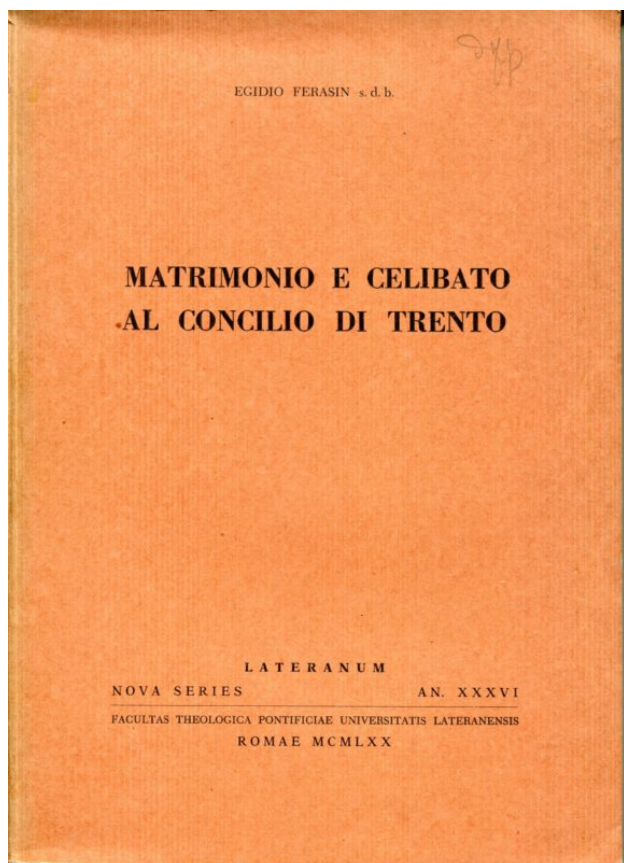 EGIDIO FERASIN s. d. b.
MATRIMONIO E CELIBATO
AL CONCILIO DI TRENTO
LATERANUM
NOVA SERIES AN. XXXVI
FACULTAS THEOLOGICA PONTIFICIAE UNIVERSITATIS LATERANENSIS
ROMAE MCMLXX